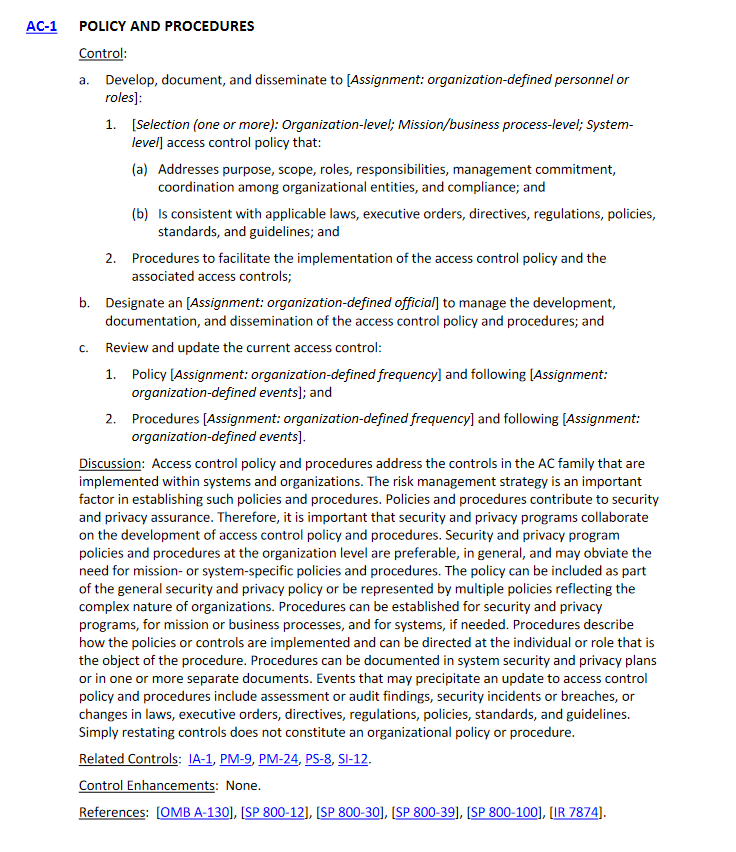 AC-1 POLICY AND PROCEDURES
Control:
a. Develop, document, and disseminate to [Assignment: organization-defined personnel or
roles]:
1. [Selection (one or more): Organization-level; Mission/business process-level; System-
level] access control policy that:
(a) Addresses purpose, scope, roles, responsibilities, management commitment,
coordination among organizational entities, and compliance; and
(b) Is consistent with applicable laws, executive orders, directives, regulations, policies,
standards, and guidelines; and
2. Procedures to facilitate the implementation of the access control policy and the
associated access controls;
b. Designate an [Assignment: organization-defined official] to manage the development,
documentation, and dissemination of the access control policy and procedures; and
c. Review and update the current access control:
1. Policy [Assignment: organization-defined frequency] and following [Assignment:
organization-defined events]; and
2. Procedures [Assignment: organization-defined frequency] and following [Assignment:
organization-defined events].
Discussion: Access control policy and procedures address the controls in the AC family that are
implemented within systems and organizations. The risk management strategy is an important
factor in establishing such policies and procedures. Policies and procedures contribute to security
and privacy assurance. Therefore, it is important that security and privacy programs collaborate
on the development of access control policy and procedures. Security and privacy program
policies and procedures at the organization level are preferable, in general, and may obviate the
need for mission- or system-specific policies and procedures. The policy can be included as part
of the general security and privacy policy or be represented by multiple policies reflecting the
complex nature of organizations. Procedures can be established for security and privacy
programs, for mission or business processes, and for systems, if needed. Procedures describe
how the policies or controls are implemented and can be directed at the individual or role that is
the object of the procedure. Procedures can be documented in system security and privacy plans
or in one or more separate documents. Events that may precipitate an update to access control
policy and procedures include assessment or audit findings, security incidents or breaches, or
changes in laws, executive orders, directives, regulations, policies, standards, and guidelines.
Simply restating controls does not constitute an organizational policy or procedure.
Related Controls: IA-1, PM-9, PM-24, PS-8, SI-12.
Control Enhancements: None.
References: [OMB A-130], [SP 800-12], [SP 800-30], [SP 800-39], [SP 800-100], [IR 7874].